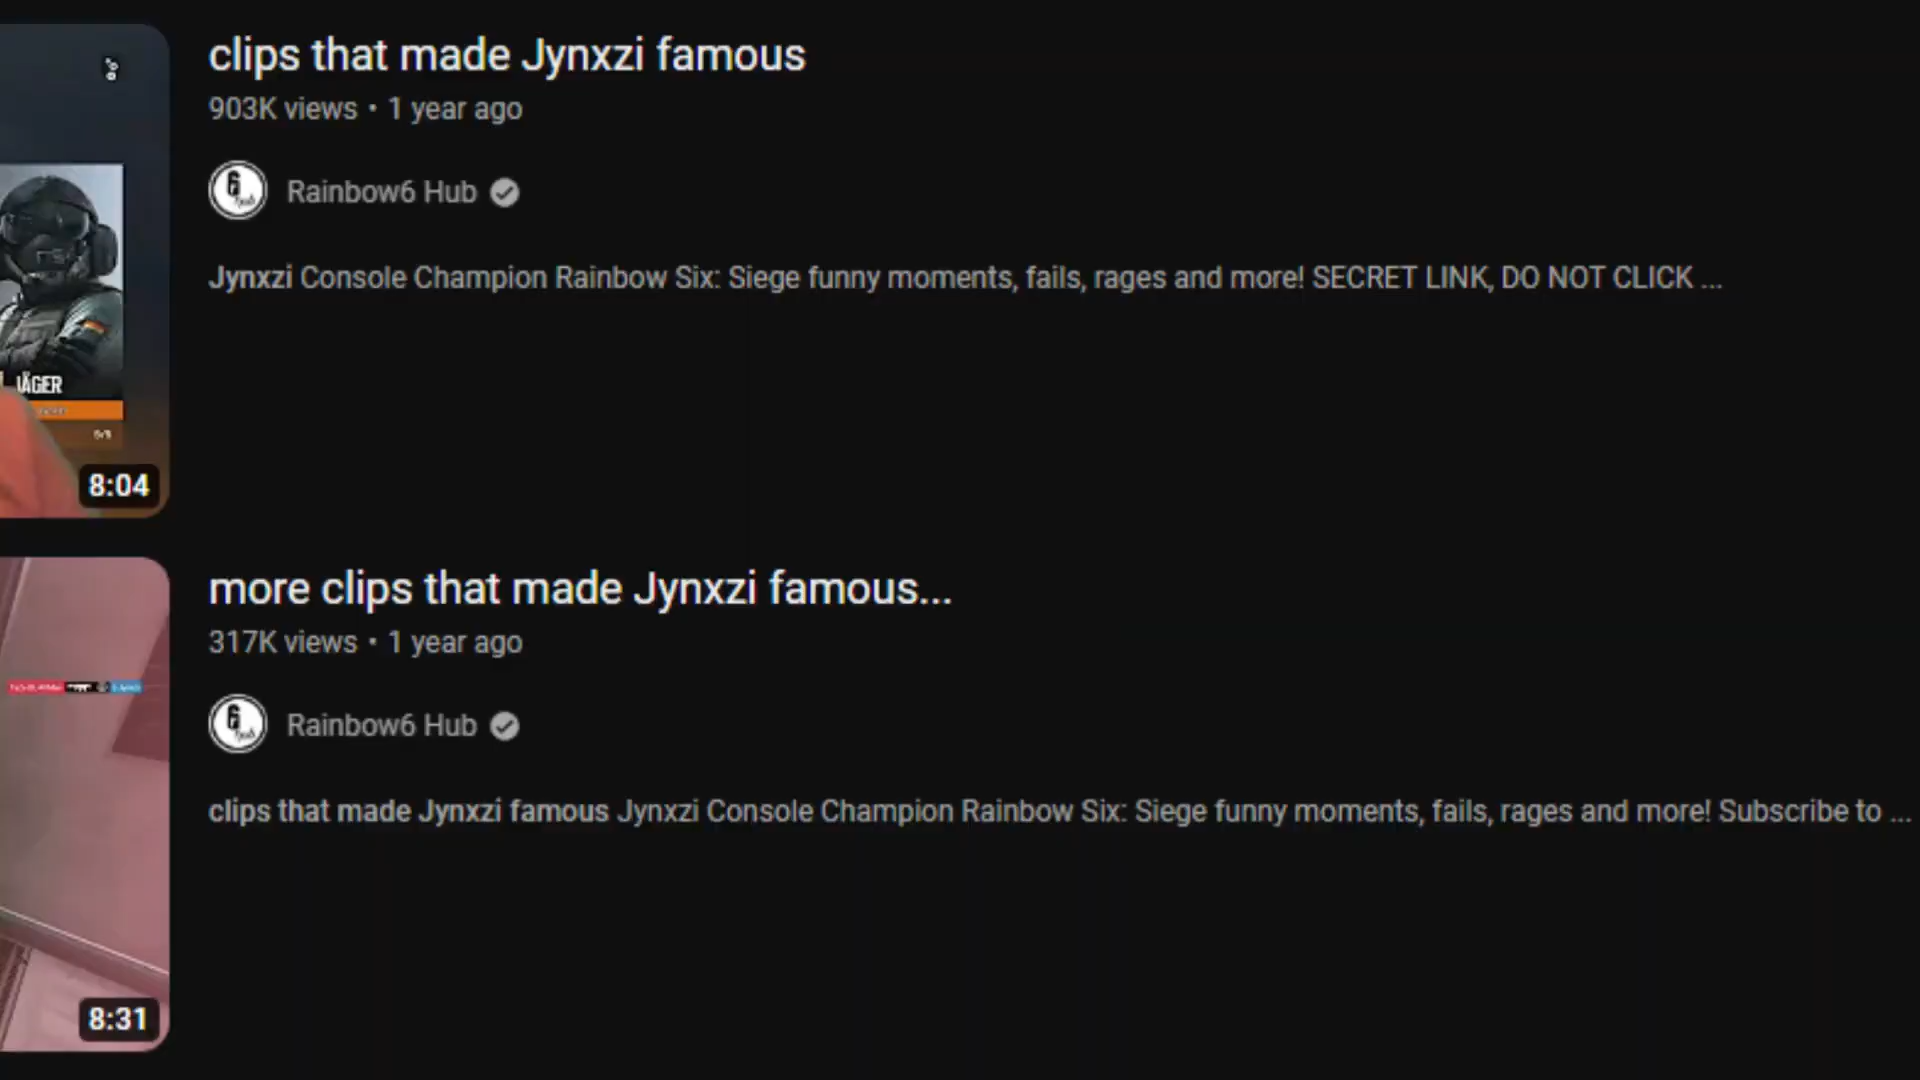 clips that made Jynxzi famous
903K views • 1 year ago
Rainbow6 Hub
Jynxzi Console Champion Rainbow Six: Siege funny moments, fails, rages and more! SECRET LINK, DO NOT CLICK ...
JÄGER
8:04
more clips that made Jynxzi famous...
317K views • 1 year ago
Rainbow6 Hub
clips that made Jynxzi famous Jynxzi Console Champion Rainbow Six: Siege funny moments, fails, rages and more! Subscribe to ...
8:31